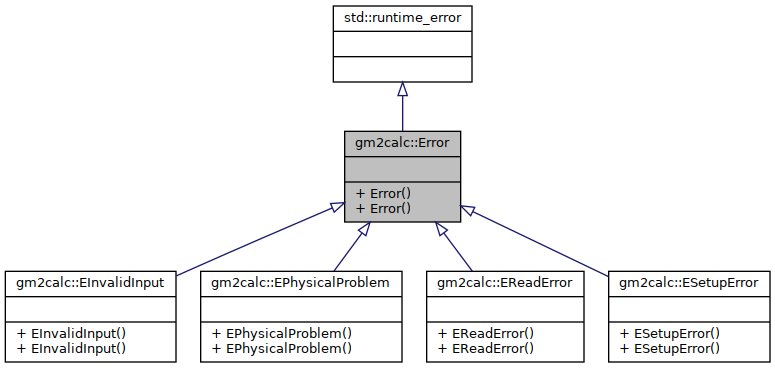 std::runtime_error
gm2calc::Error
+ Error()
+ Error()
gm2calc::EInvalidInput
+ EInvalidInput()
+ EInvalidInput()
gm2calc::EPhysicalProblem
+ EPhysicalProblem()
+ EPhysicalProblem()
gm2calc::EReadError
+ EReadError()
+ EReadError()
gm2calc::ESetupError
+ ESetupError()
+ ESetupError()